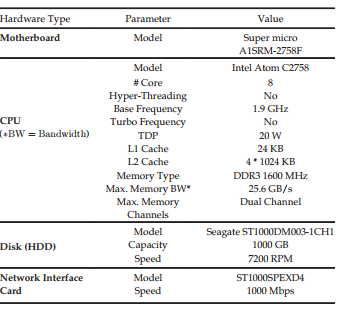 Hardware Type Parameter Value
Motherboard Model Super micro
A1SRM-2758F
Model Intel Atom C2758
# Core 8
Hyper-Threading No
Base Frequency 1.9 GHz
CPU Turbo Frequency No
(*BW = Bandwidth) TDP 20 W
L1 Cache 24 KB
L2 Cache 4 * 1024 KB
Memory Type DDR3 1600 MHz
Max. Memory BW* 25.6 GB/s
Max. Memory Dual Channel
Channels
Model Seagate ST1000DM003-1CH1
Disk (HDD) Capacity 1000 GB
Speed 7200 RPM
Network Interface Model ST1000SPEXD4
Card Speed 1000 Mbps